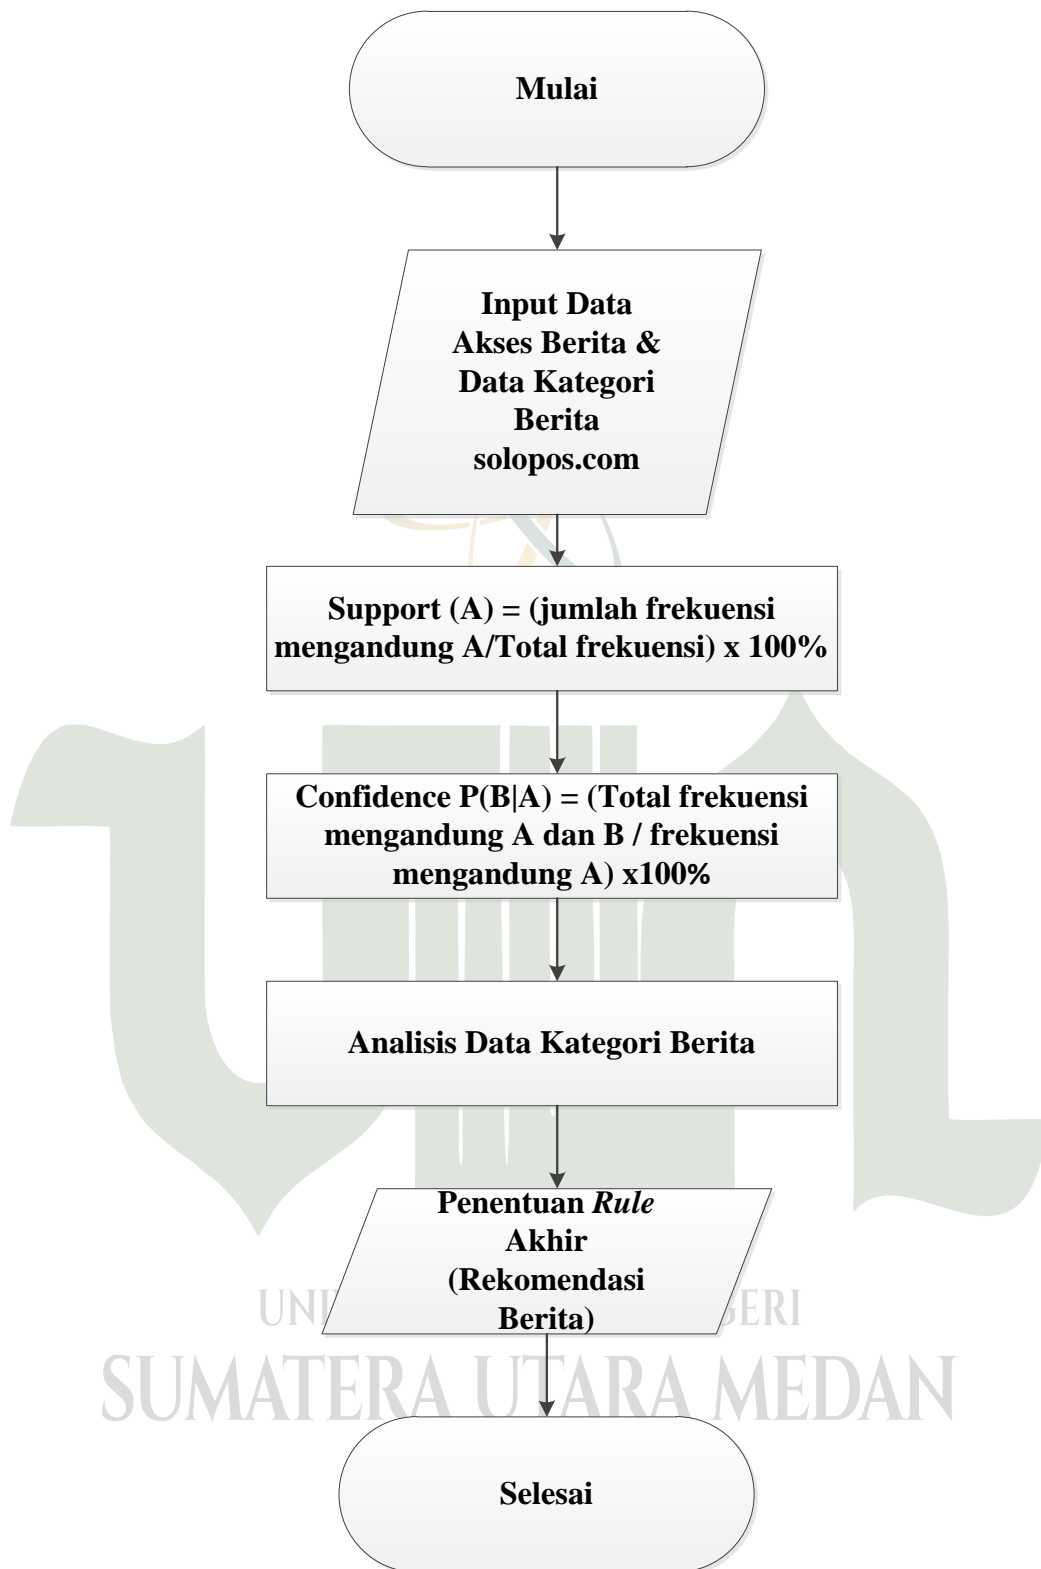 Mulai
Input Data
Akses Berita &
Data Kategori
Berita
solopos.com
Support (A) = (jumlah frekuensi
mengandung A/Total frekuensi) x 100%
Confidence P(B|A) = (Total frekuensi
mengandung A dan B / frekuensi
mengandung A) x100%
Analisis Data Kategori Berita
Penentuan Rule
Akhir
(Rekomendasi
Berita)
SUMATERA UTARA MEDAN
Selesai